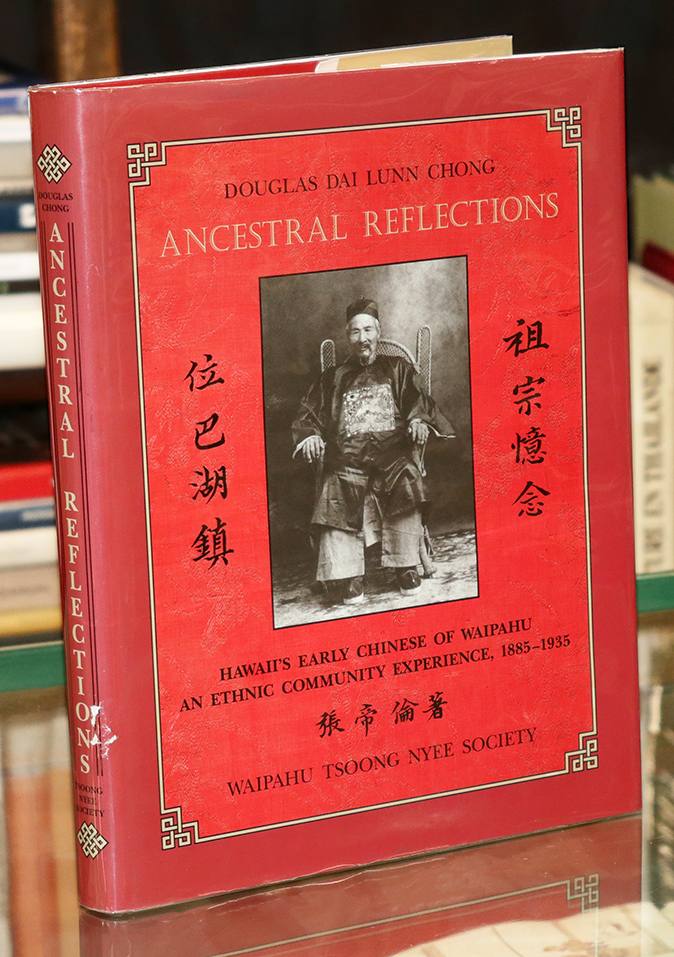 DOUGLAS DAI LUNN CHONG
ANCESTRAL REFLECTIONS
祖宗憶念
位巴湖鎮
HAWAII'S EARLY CHINESE OF WAIPAHU
AN ETHNIC COMMUNITY EXPERIENCE, 1885–1935
張帝倫著
WAIPAHU TSOONG NYEE SOCIETY
DOUGLAS
CHONG
ANCESTRAL REFLECTIONS
TSOONG
NYEE
SOCIETY
EN THAILANDE